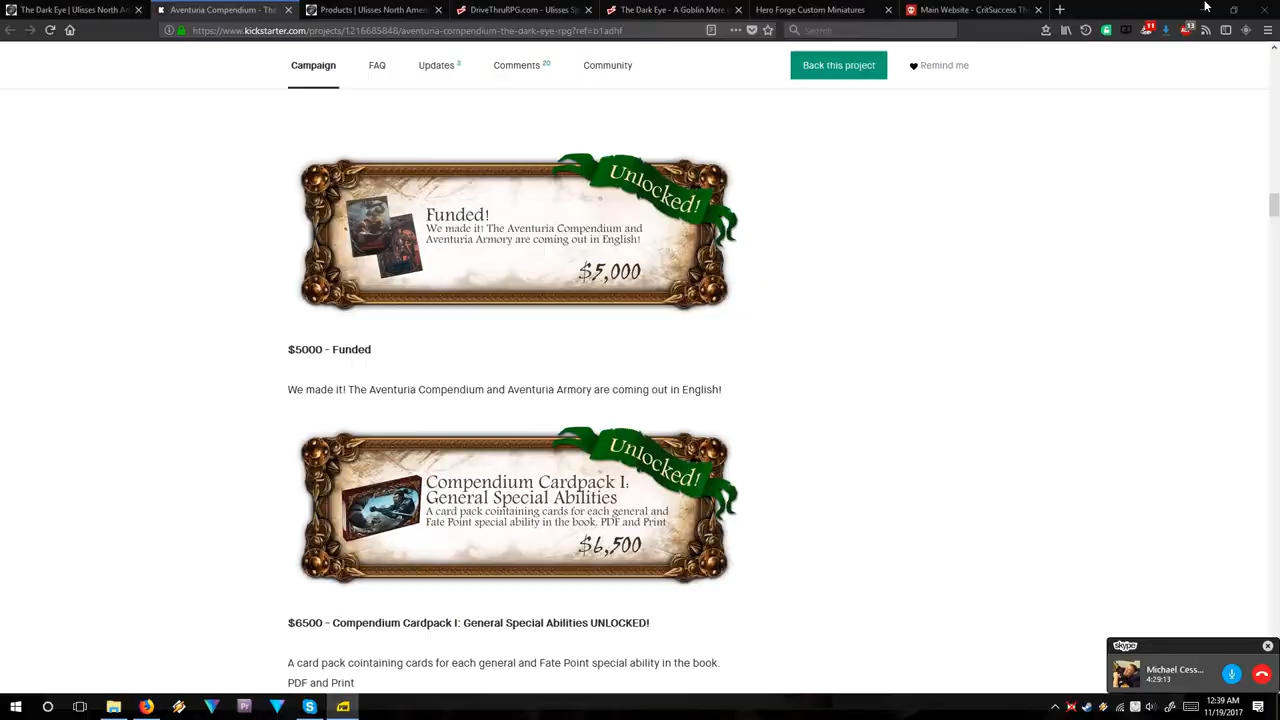 The Dark Eye | Ulisses North Am
Aventuria Compendium - The
Products | Ulisses North Ameri
DriveThruRPG.com - Ulisses Sp
The Dark Eye - A Goblin More
Hero Forge Custom Miniatures
Main Website - CritSuccess Th
https://www.kickstarter.com/projects/1216685848/aventuria-compendium-the-dark-eye-rpg?ref=b1adhf
Search
11
13
Campaign
FAQ
Updates 3
Comments 20
Community
Back this project
Remind me
Unlocked!
Funded!
We made it! The Aventuria Compendium and
Aventuria Armory are coming out in English!
$5,000
$5000 - Funded
We made it! The Aventuria Compendium and Aventuria Armory are coming out in English!
Unlocked!
Compendium Cardpack I:
General Special Abilities
A card pack cointaining cards for each general and
Fate Point special ability in the book. PDF and Print
$6,500
$6500 - Compendium Cardpack I: General Special Abilities UNLOCKED!
A card pack cointaining cards for each general and Fate Point special ability in the book.
PDF and Print
skype
Michael Cess...
4:29:13
12:39 AM
11/19/2017